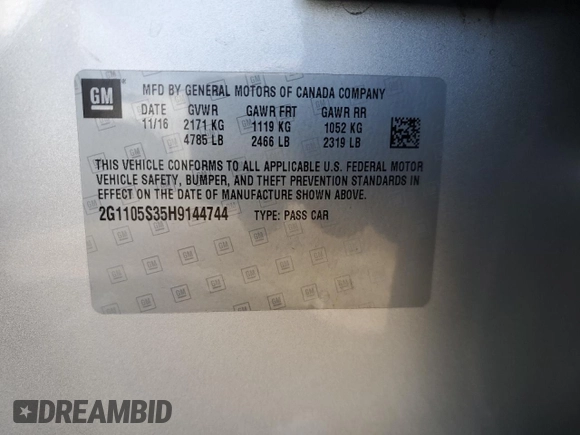 GM
MFD BY GENERAL MOTORS OF CANADA COMPANY
DATE GVWR GAWR FRT GAWR RR
11/16 2171 KG 1119 KG 1052 KG
4785 LB 2466 LB 2319 LB
THIS VEHICLE CONFORMS TO ALL APPLICABLE U.S. FEDERAL MOTOR
VEHICLE SAFETY, BUMPER, AND THEFT PREVENTION STANDARDS IN
EFFECT ON THE DATE OF MANUFACTURE SHOWN ABOVE.
2G1105S35H9144744 TYPE: PASS CAR
#DREAMBID